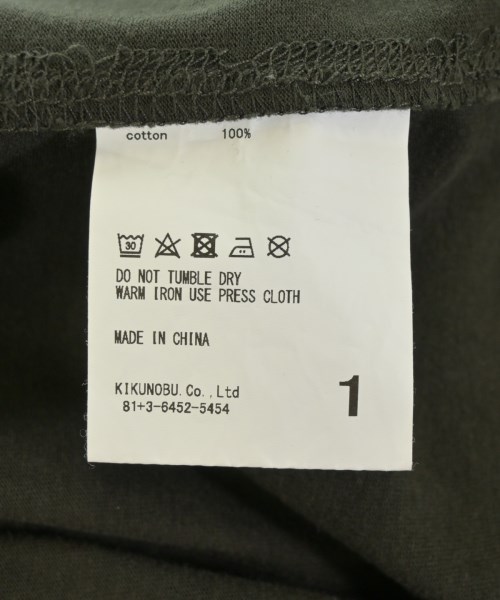 cotton 100%
30
DO NOT TUMBLE DRY
WARM IRON USE PRESS CLOTH
MADE IN CHINA
KIKUNOBU. Co., Ltd
81+3-6452-5454
1